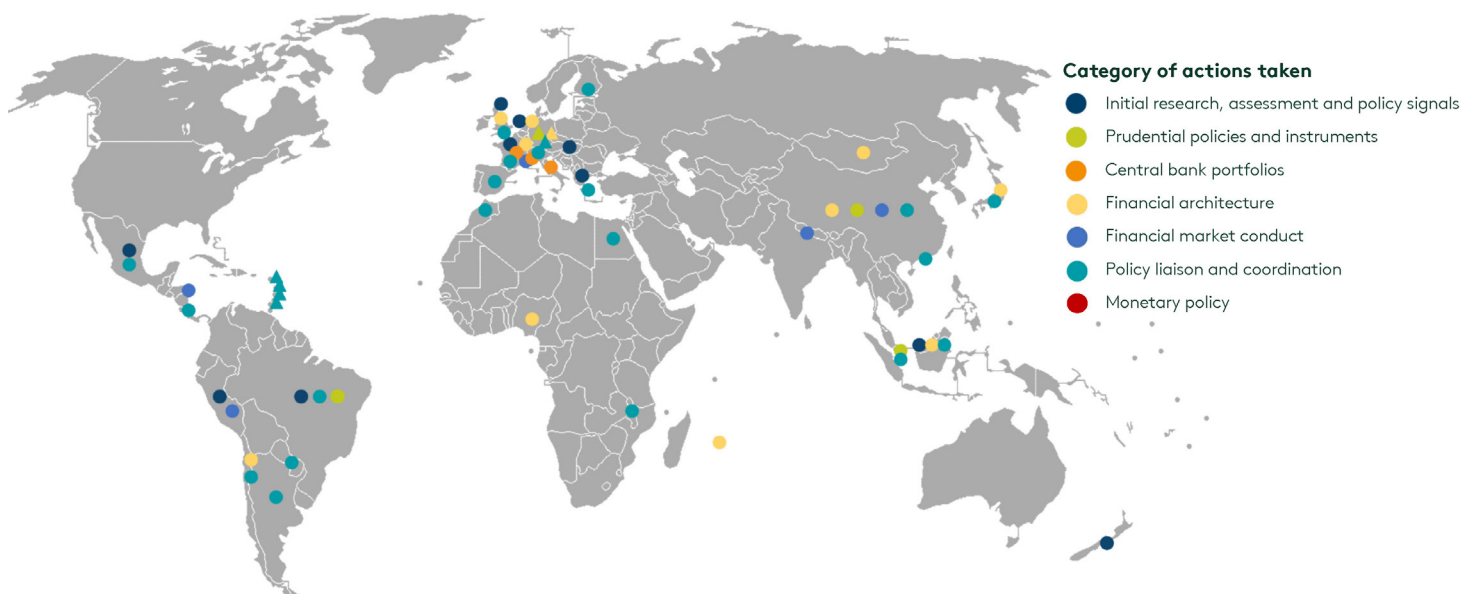 Category of actions taken
Initial research, assessment and policy signals
Prudential policies and instruments
Central bank portfolios
Financial architecture
Financial market conduct
Policy liaison and coordination
Monetary policy